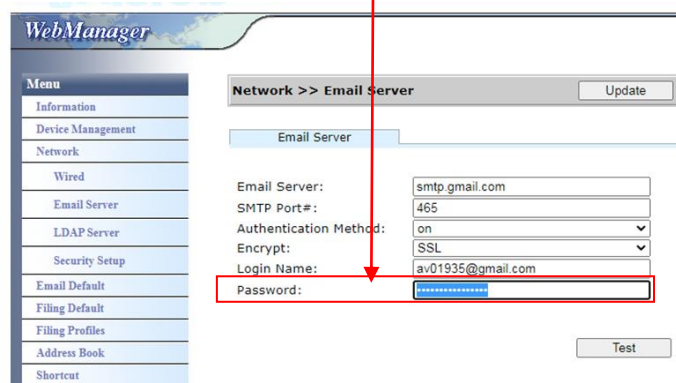 WebManager
Menu
Information
Device Management
Network
Wired
Email Server
LDAP Server
Security Setup
Email Default
Filing Default
Filing Profiles
Address Book
Shortcut
Network >> Email Server
Update
Email Server
Email Server: smtp.gmail.com
SMTP Port#: 465
Authentication Method: on
Encrypt: SSL
Login Name: av01935@gmail.com
Password: ••••••••••••••••
Test